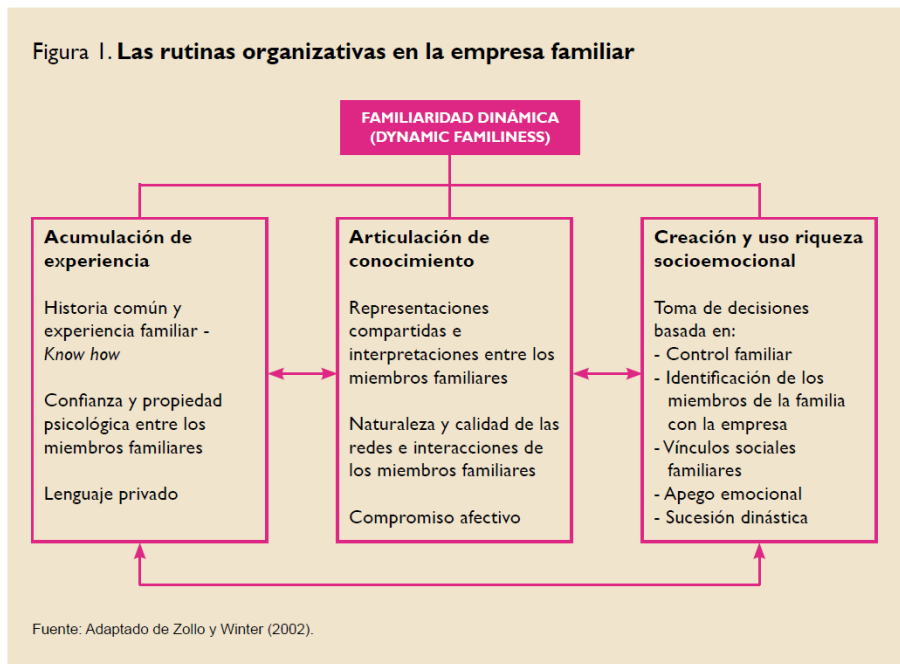 Figura 1. Las rutinas organizativas en la empresa familiar
FAMILIARIDAD DINÁMICA
(DYNAMIC FAMILINESS)
Acumulación de
experiencia
Historia común y
experiencia familiar -
Know how
Confianza y propiedad
psicológica entre los
miembros familiares
Lenguaje privado
Articulación de
conocimiento
Representaciones
compartidas e
interpretaciones entre los
miembros familiares
Naturaleza y calidad de las
redes e interacciones de
los miembros familiares
Compromiso afectivo
Creación y uso riqueza
socioemocional
Toma de decisiones
basada en:
- Control familiar
- Identificación de los
miembros de la familia
con la empresa
- Vínculos sociales
familiares
- Apego emocional
- Sucesión dinástica
Fuente: Adaptado de Zollo y Winter (2002).